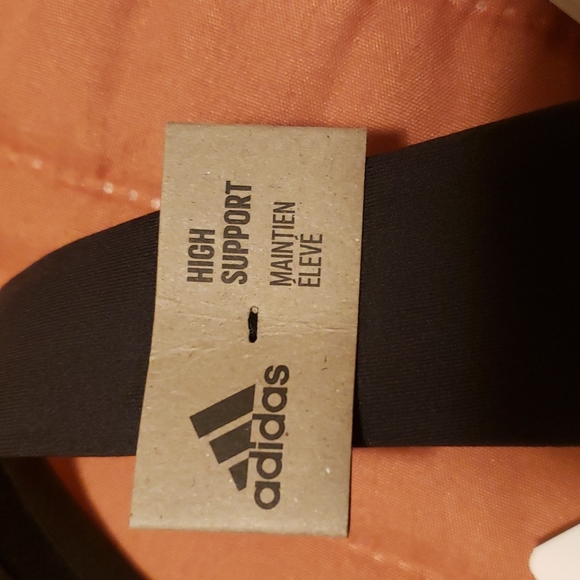 HIGH
SUPPORT
MAINTIEN
ÉLEVÉ
adidas